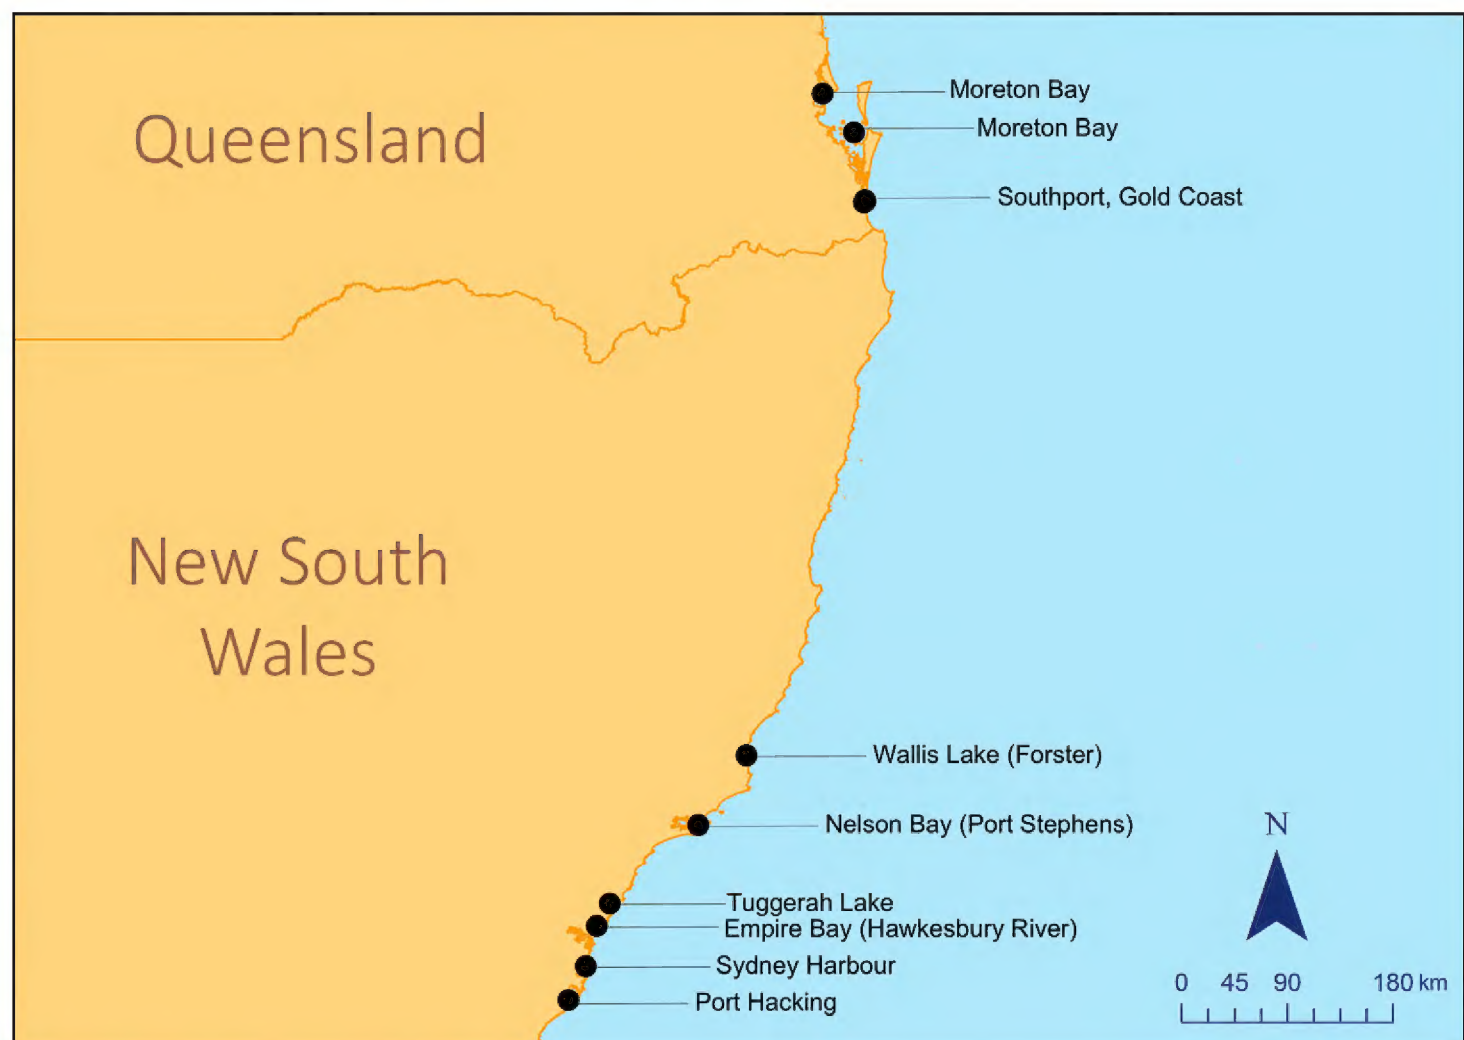 Moreton Bay
Queensland
Moreton Bay
Southport, Gold Coast
New South
Wales
Wallis Lake (Forster)
Nelson Bay (Port Stephens)
N
Tuggerah Lake
Empire Bay (Hawkesbury River)
Sydney Harbour
0 45 90 180 km
Port Hacking